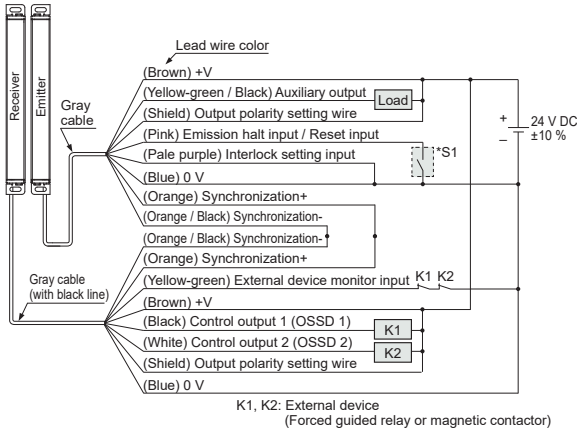 Receiver
Emitter
Gray
cable
Lead wire color
(Brown) +V
(Yellow-green / Black) Auxiliary output
Load
(Shield) Output polarity setting wire
(Pink) Emission halt input / Reset input
*S1
(Pale purple) Interlock setting input
(Blue) 0 V
(Orange) Synchronization+
(Orange / Black) Synchronization-
+
–
24 V DC
±10 %
(Orange / Black) Synchronization-
(Orange) Synchronization+
Gray cable
(with black line)
(Yellow-green) External device monitor input
K1 K2
(Brown) +V
(Black) Control output 1 (OSSD 1)
K1
(White) Control output 2 (OSSD 2)
K2
(Shield) Output polarity setting wire
(Blue) 0 V
K1, K2: External device
(Forced guided relay or magnetic contactor)